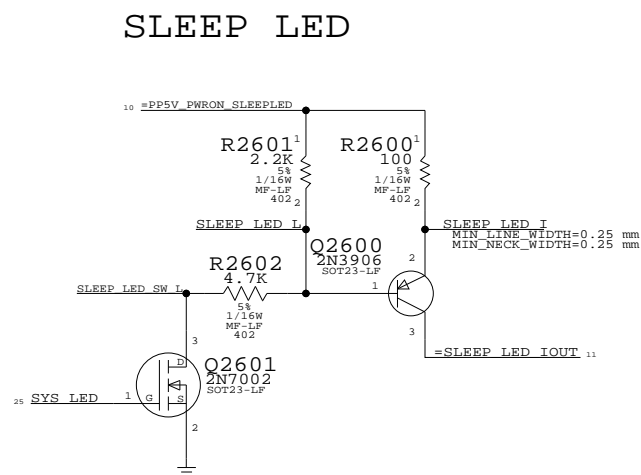 SLEEP LED
10 =PP5V_PWRON_SLEEPLED
R2601 1
2.2K
5%
1/16W
MF-LF
402 2
R2600 1
100
5%
1/16W
MF-LF
402 2
SLEEP_LED_L
SLEEP_LED_I
MIN_LINE_WIDTH=0.25 mm
MIN_NECK_WIDTH=0.25 mm
Q2600
2N3906
SOT23-LF
2
1
3
R2602
4.7K
5%
1/16W
MF-LF
402
SLEEP_LED_SW_L
=SLEEP_LED_IOUT 11
3
Q2601
2N7002
SOT23-LF
D
G
S
25 SYS_LED 1
2